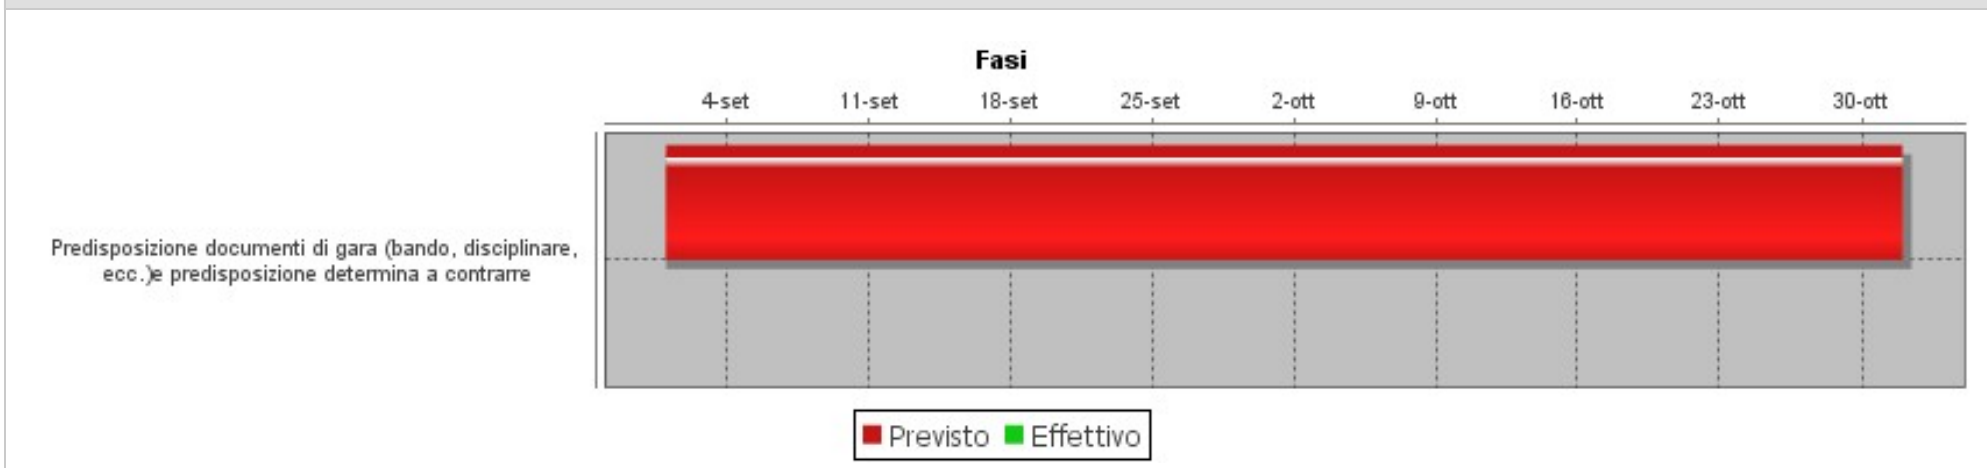 Fasi
4-set 11-set 18-set 25-set 2-ott 9-ott 16-ott 23-ott 30-ott
Predisposizione documenti di gara (bando, disciplinare,
ecc.)e predisposizione determina a contrarre
Previsto Effettivo